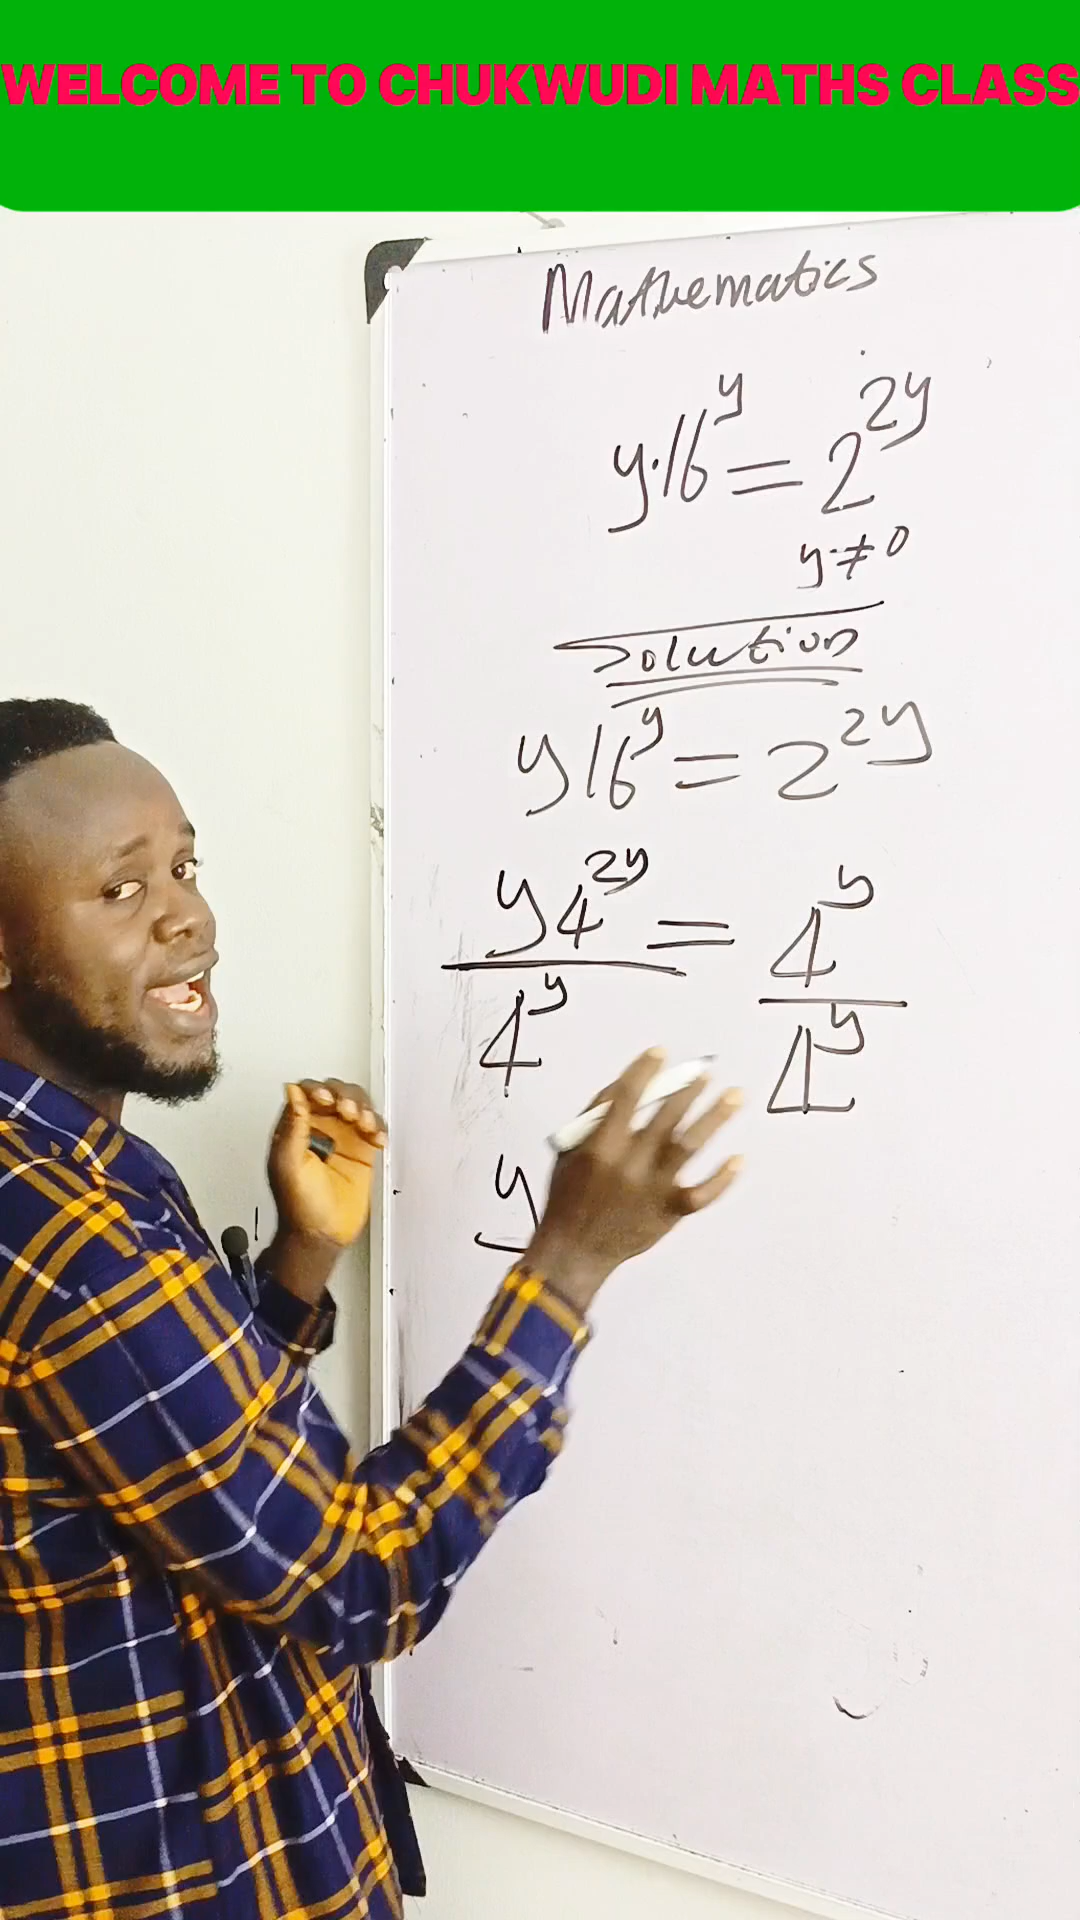 WELCOME TO CHUKWUDI MATHS CLASS
Mathematics
y·16^y = 2^2y
y ≠ 0
Solution
y16^y = 2^2y
y4^2y / 4^y = 4^y / 4^y
y